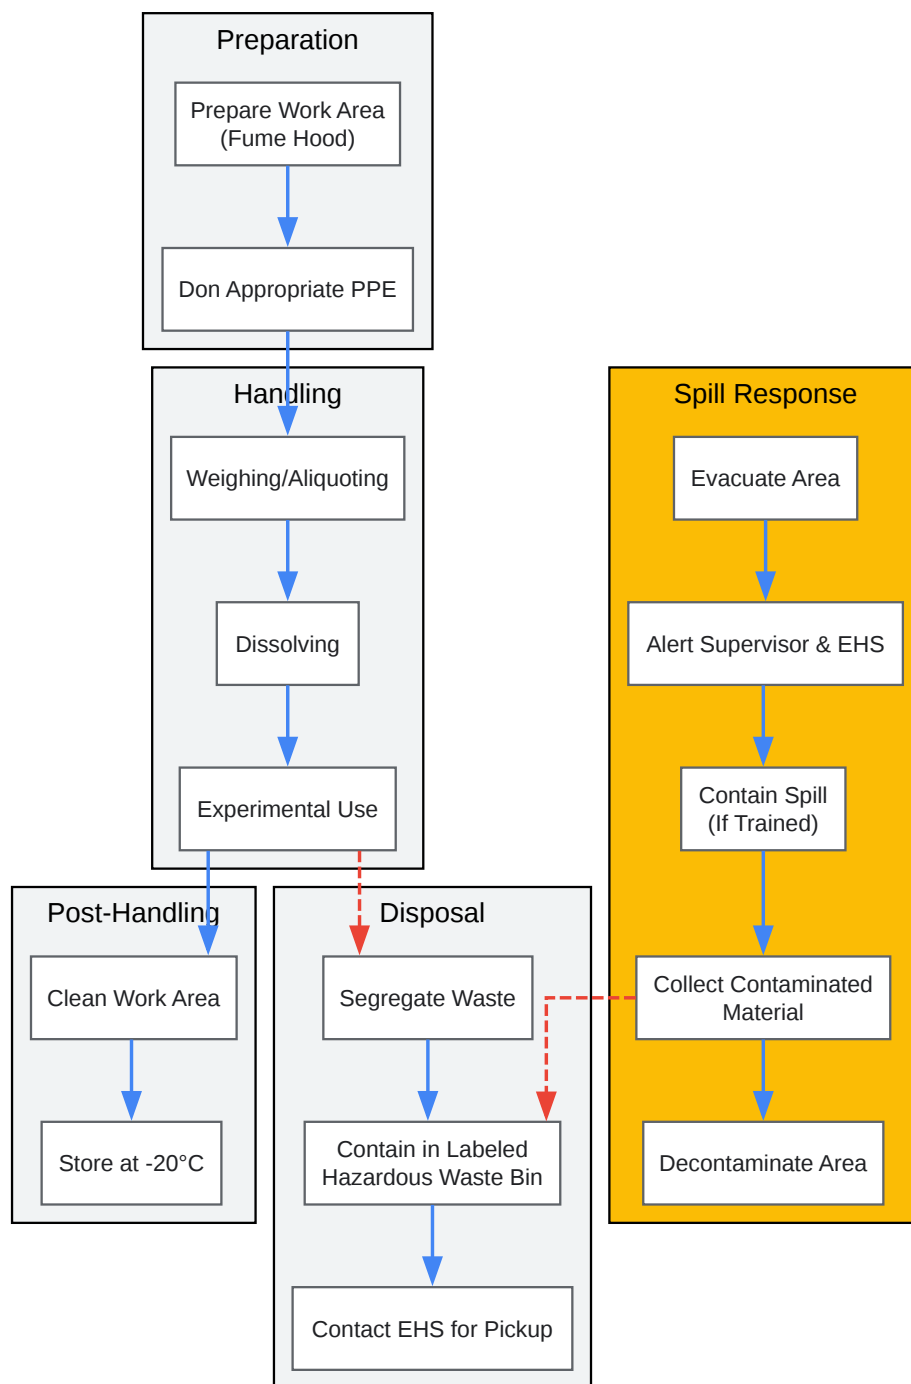 Preparation
Prepare Work Area
(Fume Hood)
Don Appropriate PPE
Handling
Weighing/Aliquoting
Dissolving
Experimental Use
Post-Handling
Clean Work Area
Store at -20°C
Disposal
Segregate Waste
Contain in Labeled
Hazardous Waste Bin
Contact EHS for Pickup
Spill Response
Evacuate Area
Alert Supervisor & EHS
Contain Spill
(If Trained)
Collect Contaminated
Material
Decontaminate Area